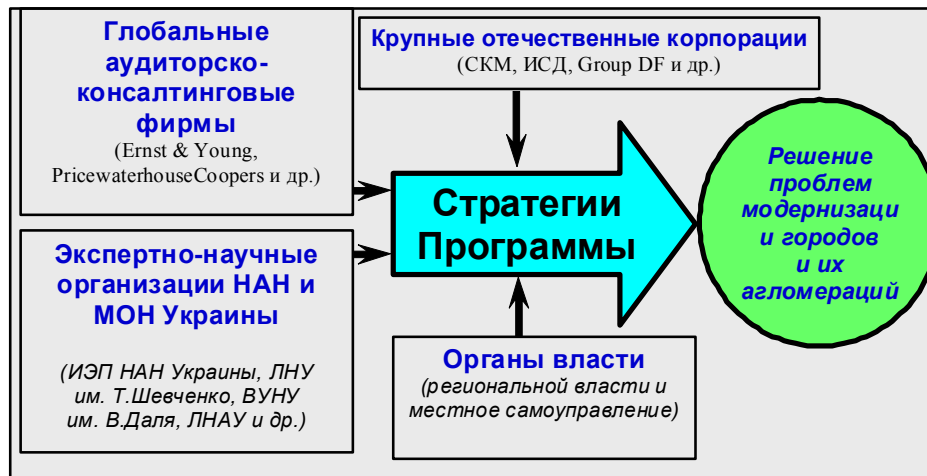 Глобальные
аудиторско-
консалтинговые
фирмы
(Ernst & Young,
PricewaterhouseCoopers и др.)
Крупные отечественные корпорации
(СКМ, ИСД, Group DF и др.)
Экспертно-научные
организации НАН и
МОН Украины
(ИЭП НАН Украины, ЛНУ
им. Т.Шевченко, ВУНУ
им. В.Даля, ЛНАУ и др.)
Стратегии
Программы
Органы власти
(региональной власти и
местное самоуправление)
Решение
проблем
модернизаци
и городов
и их
агломераций